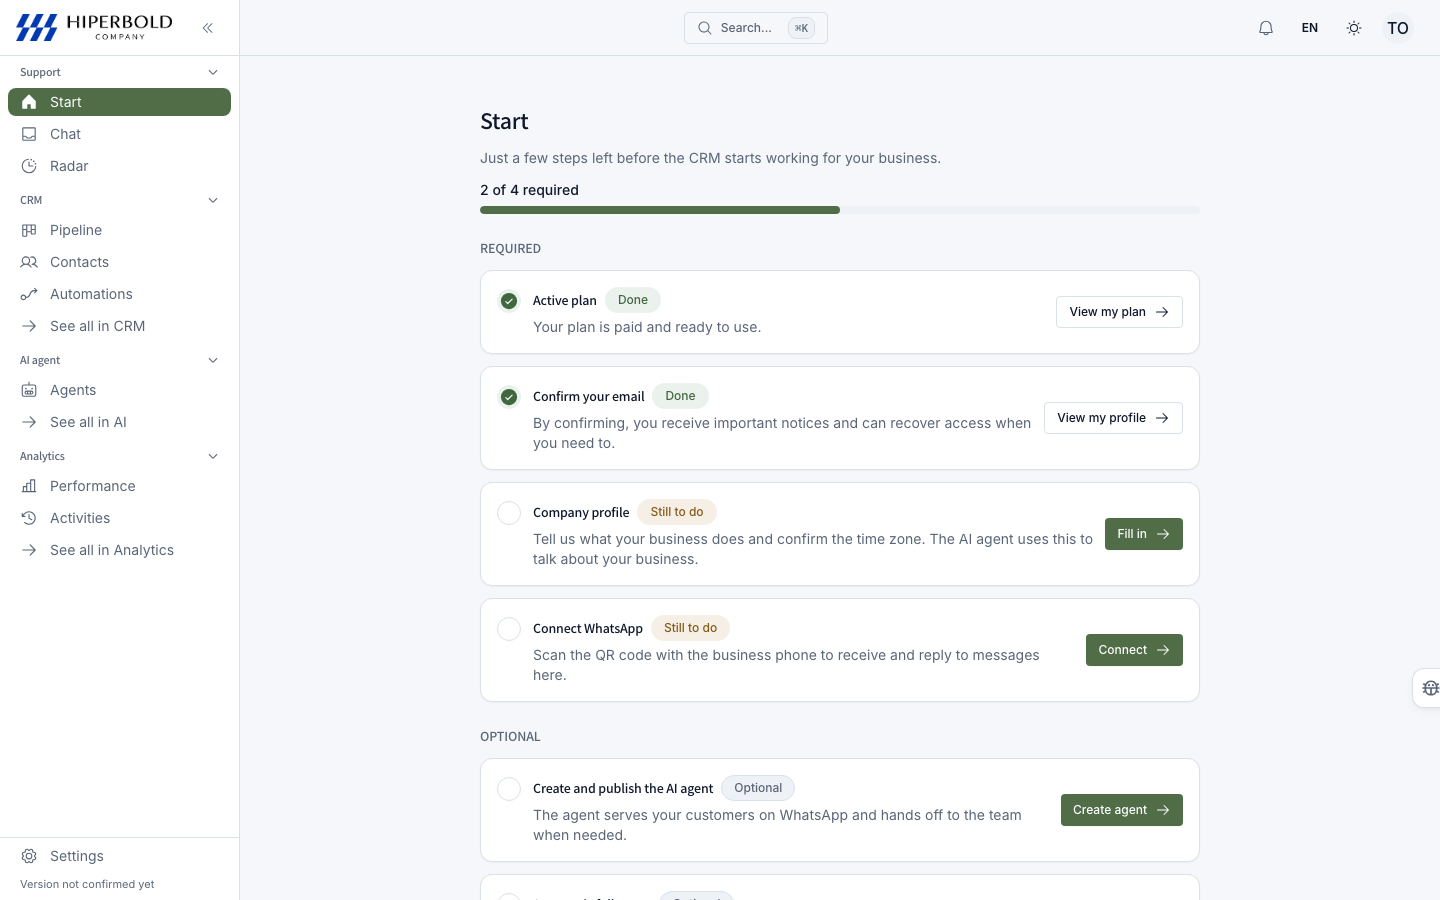 HIPERBOLD
COMPANY
Search...
⌘K
EN
TO
Support
Start
Chat
Radar
CRM
Pipeline
Contacts
Automations
See all in CRM
AI agent
Agents
See all in AI
Analytics
Performance
Activities
See all in Analytics
Settings
Version not confirmed yet
Start
Just a few steps left before the CRM starts working for your business.
2 of 4 required
REQUIRED
Active plan
Done
Your plan is paid and ready to use.
View my plan
Confirm your email
Done
By confirming, you receive important notices and can recover access when
you need to.
View my profile
Company profile
Still to do
Tell us what your business does and confirm the time zone. The AI agent uses this to
talk about your business.
Fill in
Connect WhatsApp
Still to do
Scan the QR code with the business phone to receive and reply to messages
here.
Connect
OPTIONAL
Create and publish the AI agent
Optional
The agent serves your customers on WhatsApp and hands off to the team
when needed.
Create agent